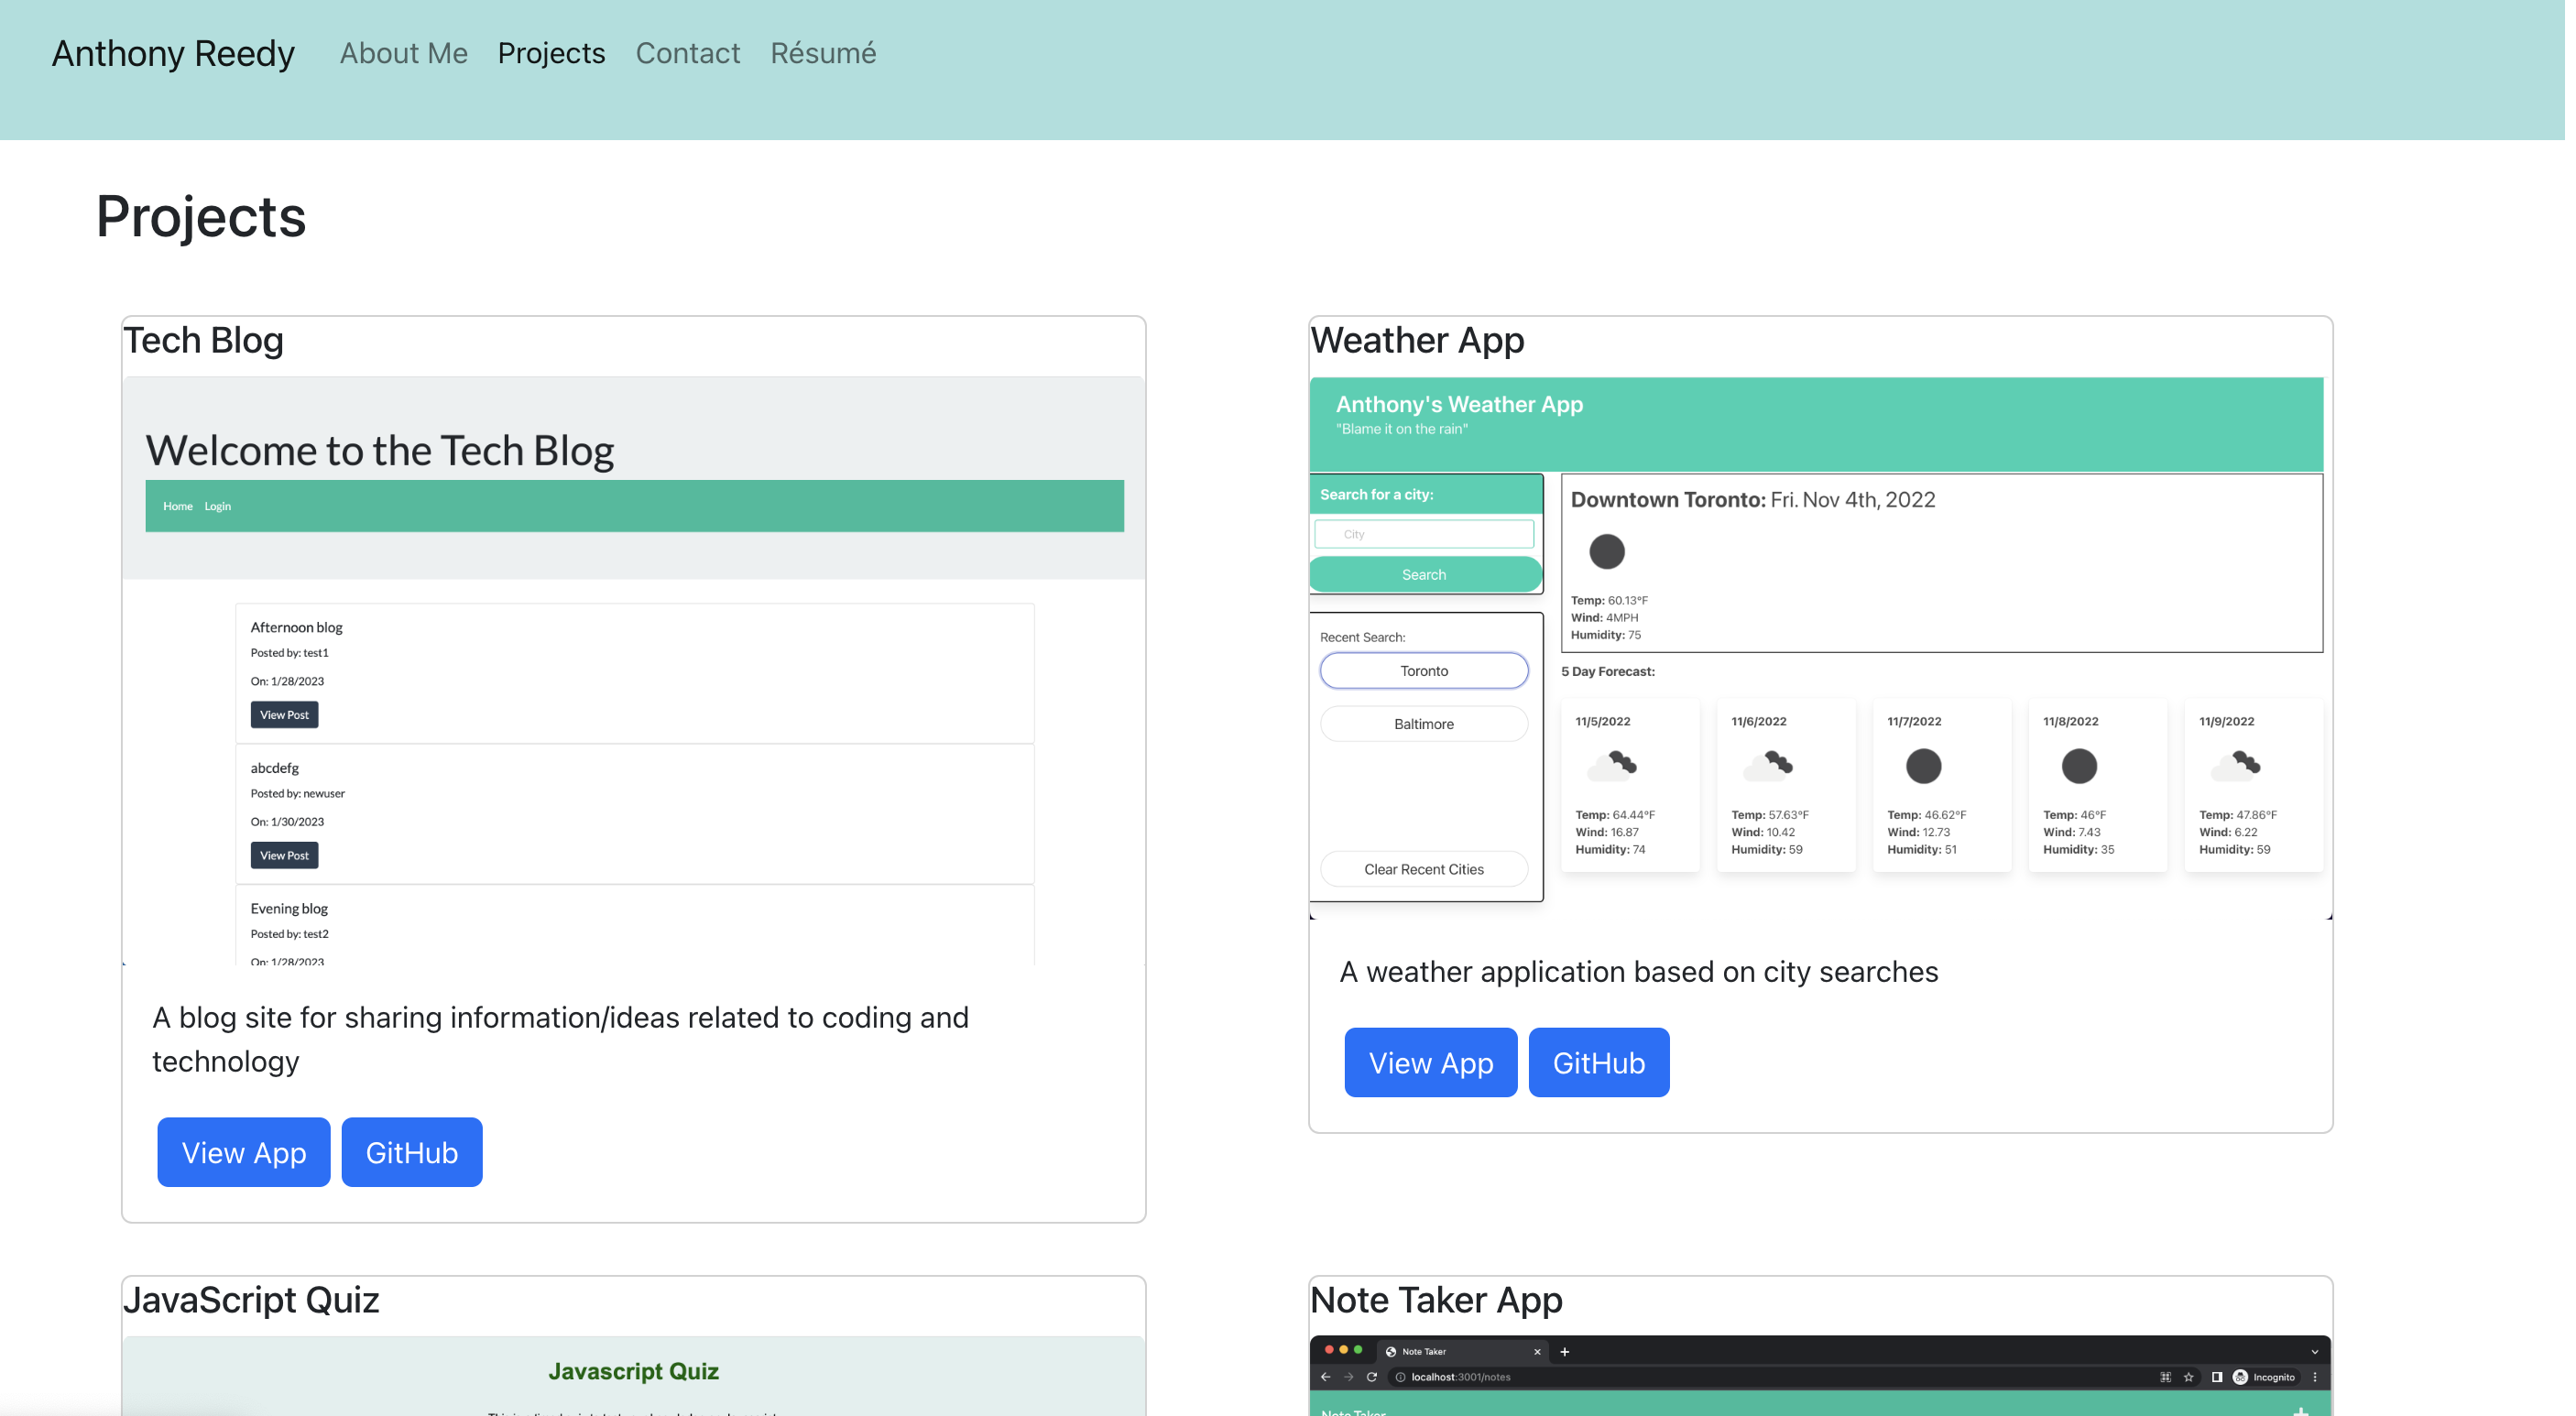 Anthony Reedy About Me Projects Contact Résumé
Projects
Tech Blog
Welcome to the Tech Blog
Home Login
Afternoon blog
Posted by: test1
On: 1/28/2023
View Post
abcdefg
Posted by: newuser
On: 1/30/2023
View Post
Evening blog
Posted by: test2
On: 1/28/2023
A blog site for sharing information/ideas related to coding and
technology
View App GitHub
Weather App
Anthony's Weather App
"Blame it on the rain"
Search for a city:
City
Search
Recent Search:
Toronto
Baltimore
Clear Recent Cities
Downtown Toronto: Fri. Nov 4th, 2022
Temp: 60.13°F
Wind: 4MPH
Humidity: 75
5 Day Forecast:
11/5/2022
Temp: 64.44°F
Wind: 16.87
Humidity: 74
11/6/2022
Temp: 57.63°F
Wind: 10.42
Humidity: 59
11/7/2022
Temp: 46.62°F
Wind: 12.73
Humidity: 51
11/8/2022
Temp: 46°F
Wind: 7.43
Humidity: 35
11/9/2022
Temp: 47.86°F
Wind: 6.22
Humidity: 59
A weather application based on city searches
View App GitHub
JavaScript Quiz
Javascript Quiz
Note Taker App
Note Taker
localhost:3001/notes
Incognito
Note Taker